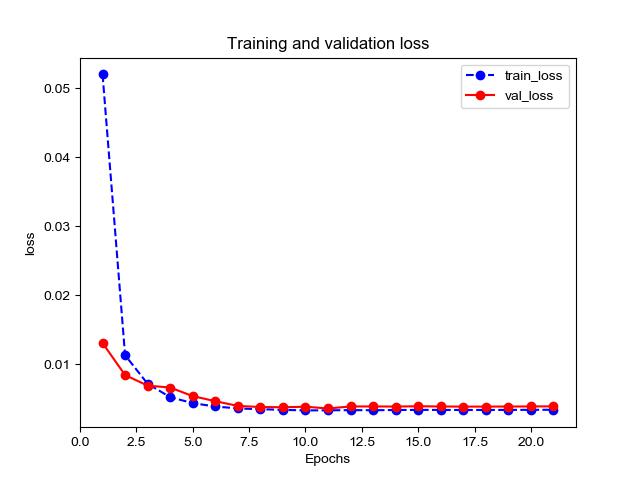 Training and validation loss
train_loss
val_loss
0.05
0.04
0.03
0.02
0.01
loss
0.0 2.5 5.0 7.5 10.0 12.5 15.0 17.5 20.0
Epochs